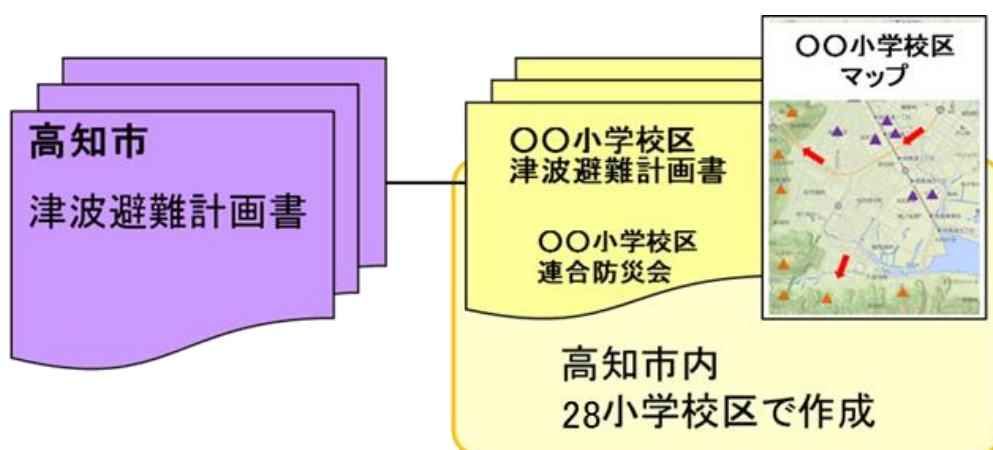 高知市
津波避難計画書
〇〇小学校区
津波避難計画書
〇〇小学校区
連合防災会
〇〇小学校区
マップ
高知市内
28小学校区で作成